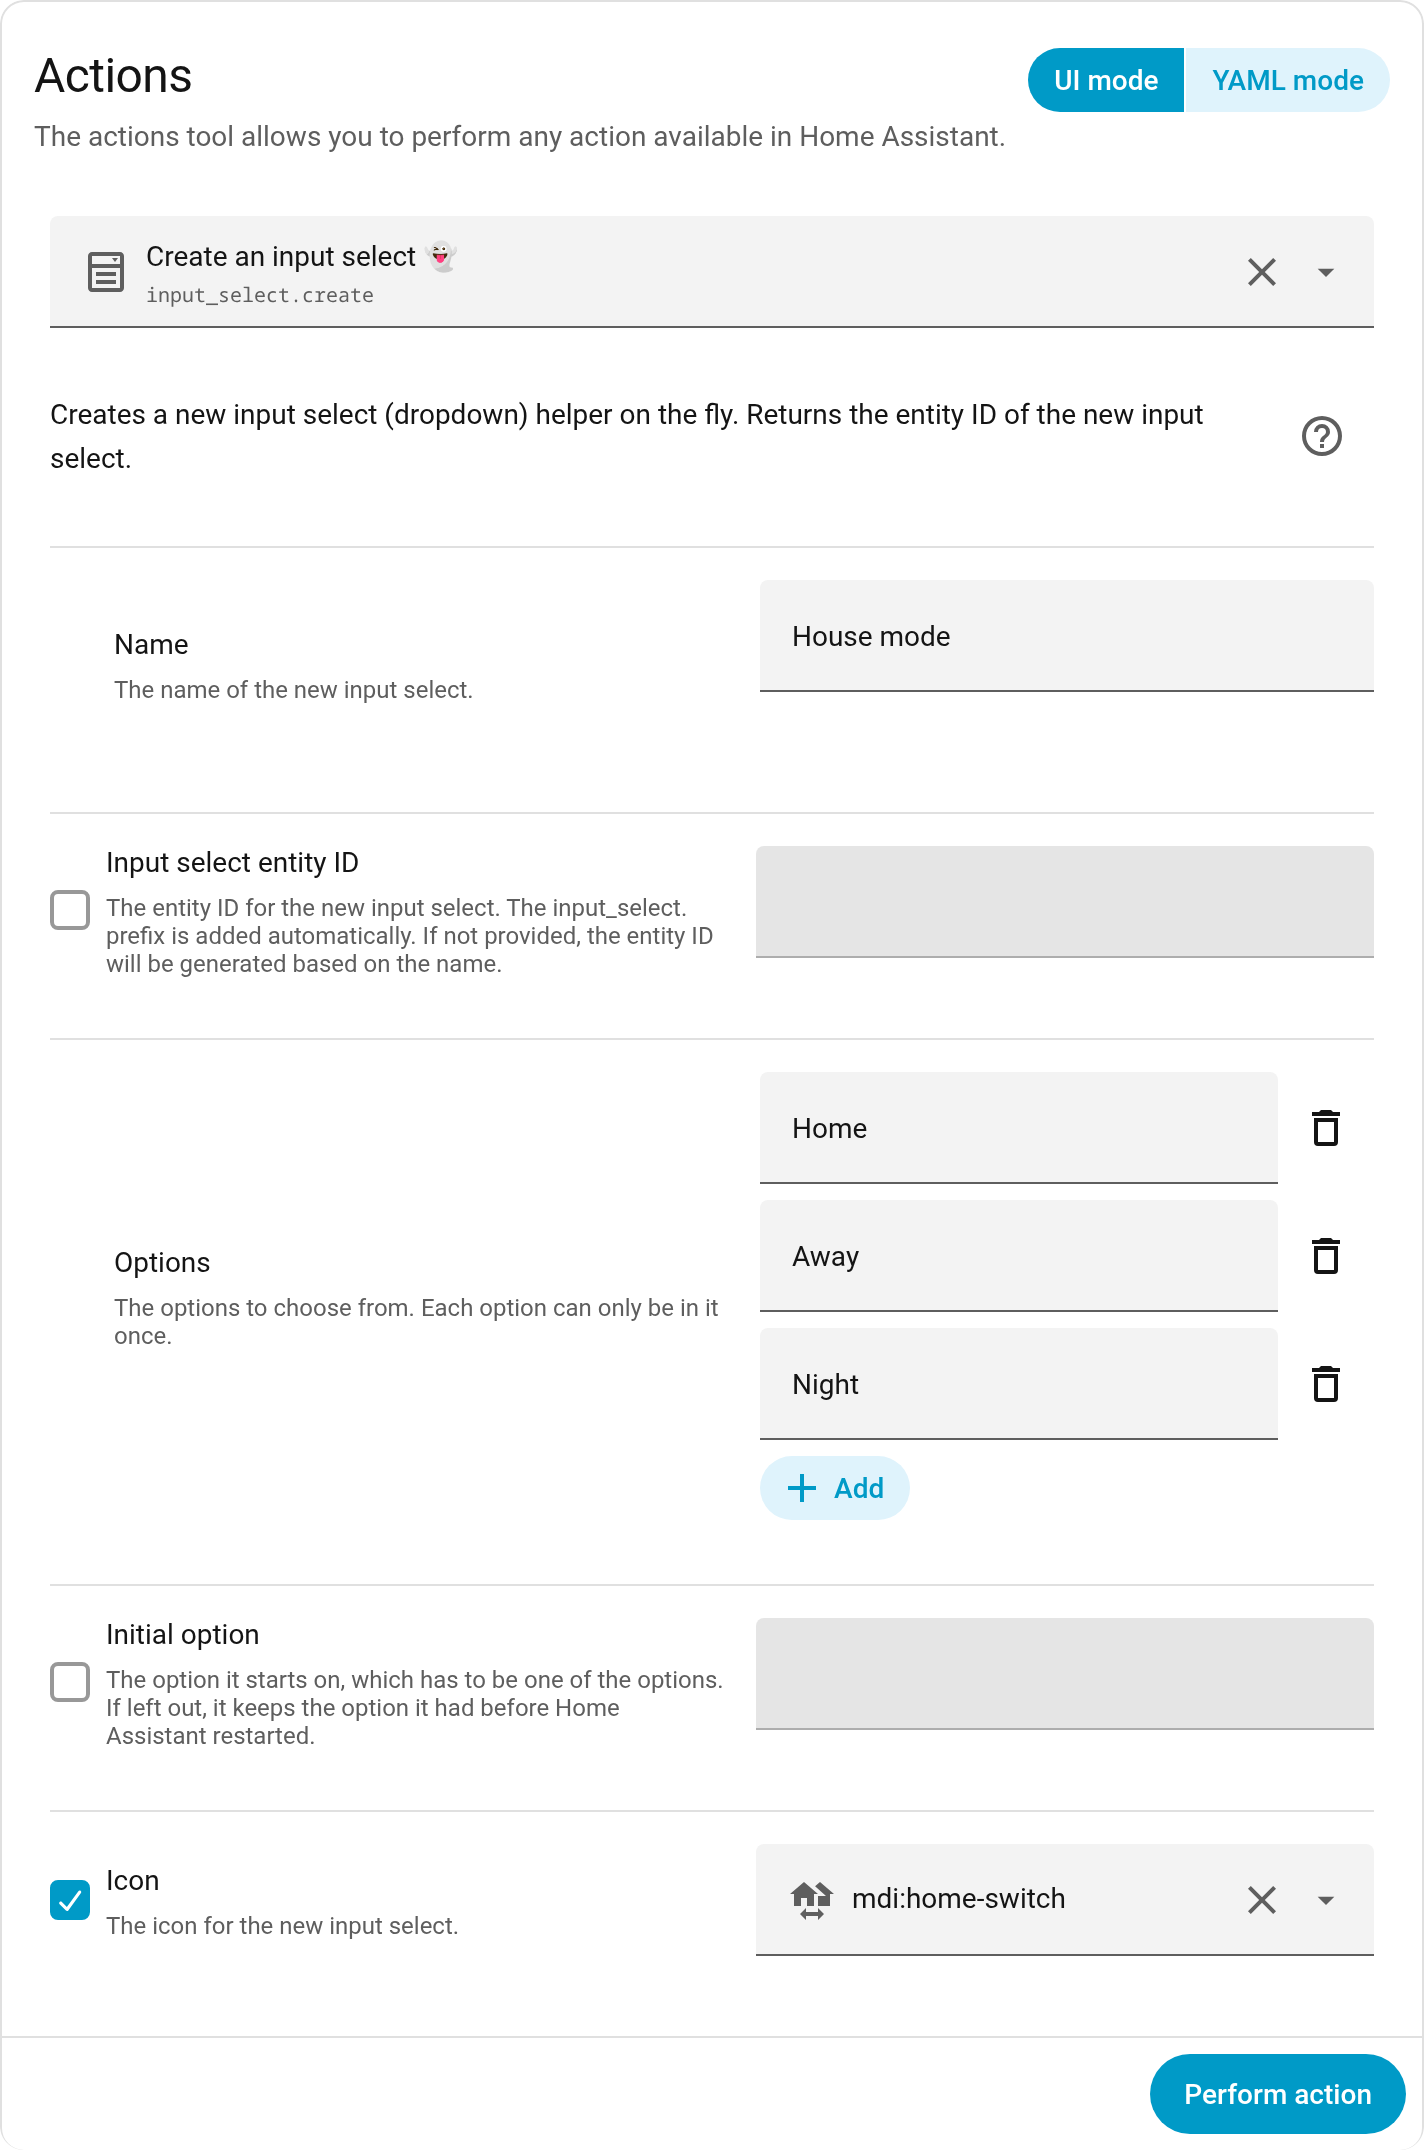 Actions
UI mode
YAML mode
The actions tool allows you to perform any action available in Home Assistant.
Create an input select 👻
input_select.create
Creates a new input select (dropdown) helper on the fly. Returns the entity ID of the new input
select.
Name
The name of the new input select.
House mode
Input select entity ID
The entity ID for the new input select. The input_select.
prefix is added automatically. If not provided, the entity ID
will be generated based on the name.
Options
The options to choose from. Each option can only be in it
once.
Home
Away
Night
Add
Initial option
The option it starts on, which has to be one of the options.
If left out, it keeps the option it had before Home
Assistant restarted.
Icon
The icon for the new input select.
mdi:home-switch
Perform action